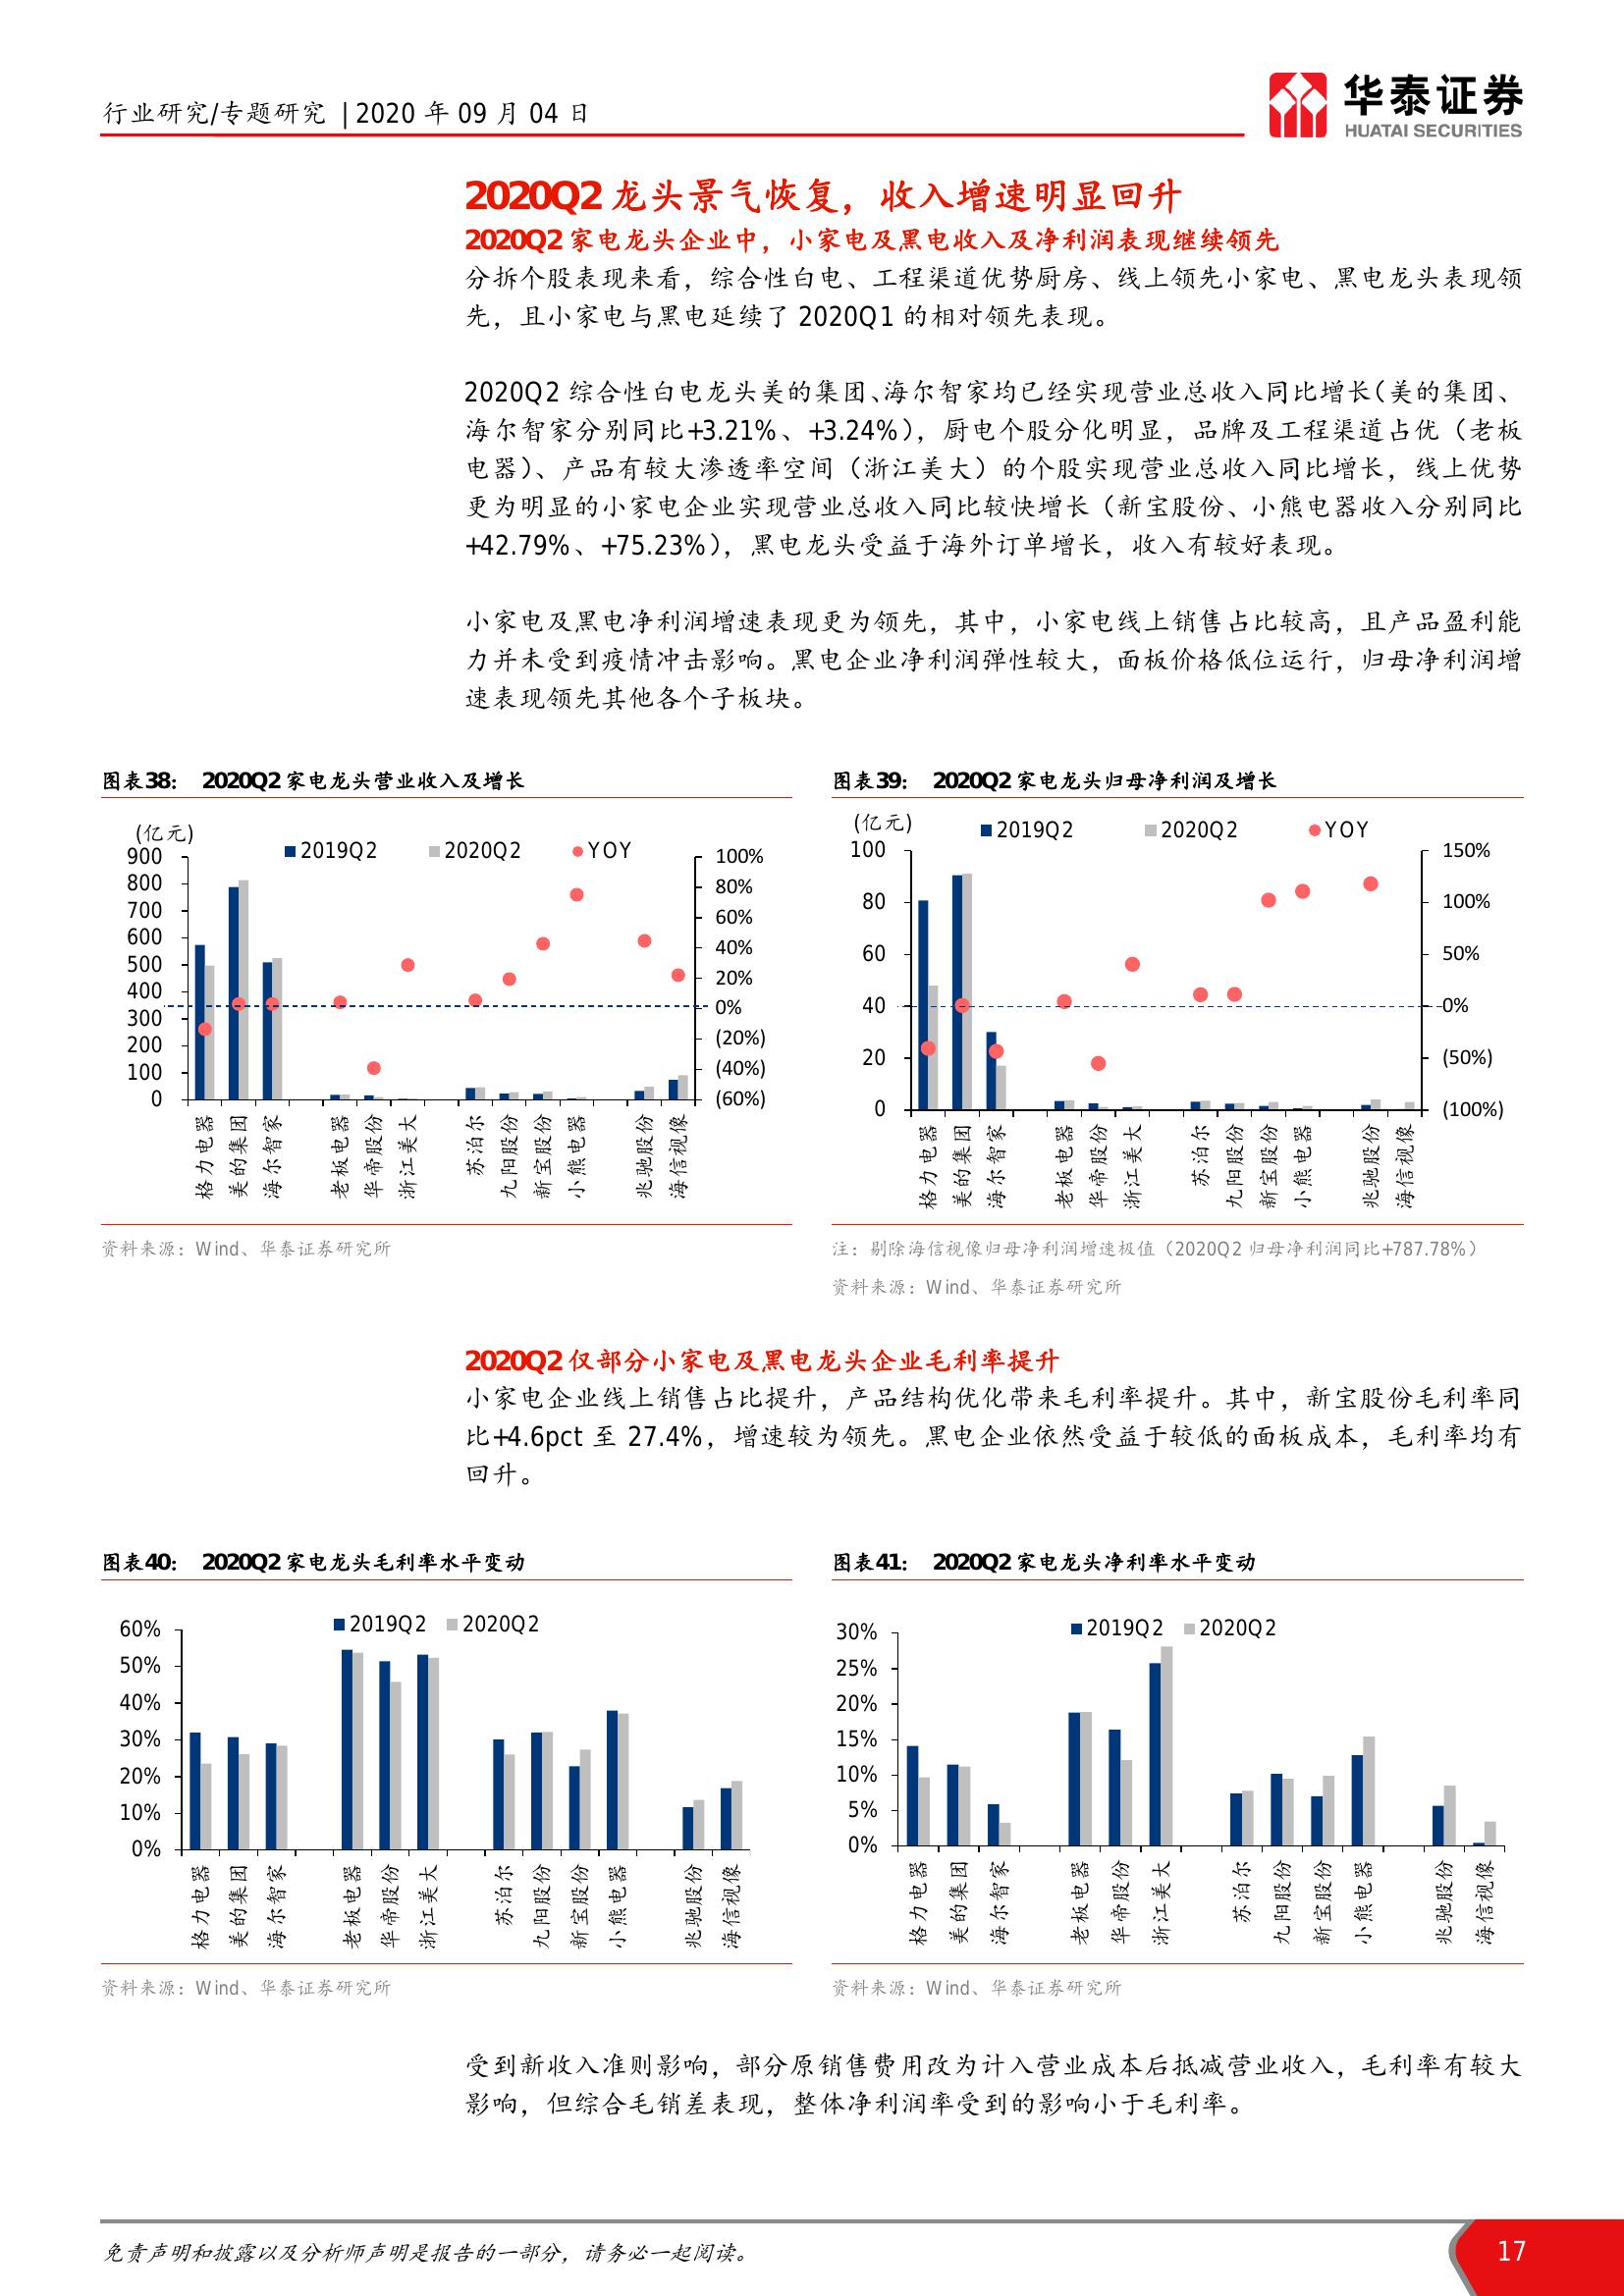 行业研究/专题研究 | 2020 年 09 月 04 日
华泰证券
HUATAI SECURITIES
2020Q2 龙头景气恢复，收入增速明显回升
2020Q2 家电龙头企业中，小家电及黑电收入及净利润表现继续领先
分拆个股表现来看，综合性白电、工程渠道优势厨房、线上领先小家电、黑电龙头表现领
先，且小家电与黑电延续了 2020Q1 的相对领先表现。
2020Q2 综合性白电龙头美的集团、海尔智家均已经实现营业总收入同比增长（美的集团、
海尔智家分别同比+3.21%、+3.24%），厨电个股分化明显，品牌及工程渠道占优（老板
电器）、产品有较大渗透率空间（浙江美大）的个股实现营业总收入同比增长，线上优势
更为明显的小家电企业实现营业总收入同比较快增长（新宝股份、小熊电器收入分别同比
+42.79%、+75.23%），黑电龙头受益于海外订单增长，收入有较好表现。
小家电及黑电净利润增速表现更为领先，其中，小家电线上销售占比较高，且产品盈利能
力并未受到疫情冲击影响。黑电企业净利润弹性较大，面板价格低位运行，归母净利润增
速表现领先其他各个子板块。
图表38： 2020Q2 家电龙头营业收入及增长
(亿元)
2019Q2 2020Q2 YOY
900
800
700
600
500
400
300
200
100
0
100%
80%
60%
40%
20%
0%
(20%)
(40%)
(60%)
格力电器
美的集团
海尔智家
老板电器
华帝股份
浙江美大
苏泊尔
九阳股份
新宝股份
小熊电器
兆驰股份
海信视像
资料来源：Wind、华泰证券研究所
图表39： 2020Q2 家电龙头归母净利润及增长
(亿元)
2019Q2 2020Q2 YOY
100
80
60
40
20
0
150%
100%
50%
0%
(50%)
(100%)
格力电器
美的集团
海尔智家
老板电器
华帝股份
浙江美大
苏泊尔
九阳股份
新宝股份
小熊电器
兆驰股份
海信视像
注：剔除海信视像归母净利润增速极值（2020Q2 归母净利润同比+787.78%）
资料来源：Wind、华泰证券研究所
2020Q2 仅部分小家电及黑电龙头企业毛利率提升
小家电企业线上销售占比提升，产品结构优化带来毛利率提升。其中，新宝股份毛利率同
比+4.6pct 至 27.4%，增速较为领先。黑电企业依然受益于较低的面板成本，毛利率均有
回升。
图表40： 2020Q2 家电龙头毛利率水平变动
2019Q2 2020Q2
60%
50%
40%
30%
20%
10%
0%
格力电器
美的集团
海尔智家
老板电器
华帝股份
浙江美大
苏泊尔
九阳股份
新宝股份
小熊电器
兆驰股份
海信视像
资料来源：Wind、华泰证券研究所
图表41： 2020Q2 家电龙头净利率水平变动
2019Q2 2020Q2
30%
25%
20%
15%
10%
5%
0%
格力电器
美的集团
海尔智家
老板电器
华帝股份
浙江美大
苏泊尔
九阳股份
新宝股份
小熊电器
兆驰股份
海信视像
资料来源：Wind、华泰证券研究所
受到新收入准则影响，部分原销售费用改为计入营业成本后抵减营业收入，毛利率有较大
影响，但综合毛销差表现，整体净利润率受到的影响小于毛利率。
免责声明和披露以及分析师声明是报告的一部分，请务必一起阅读。
17